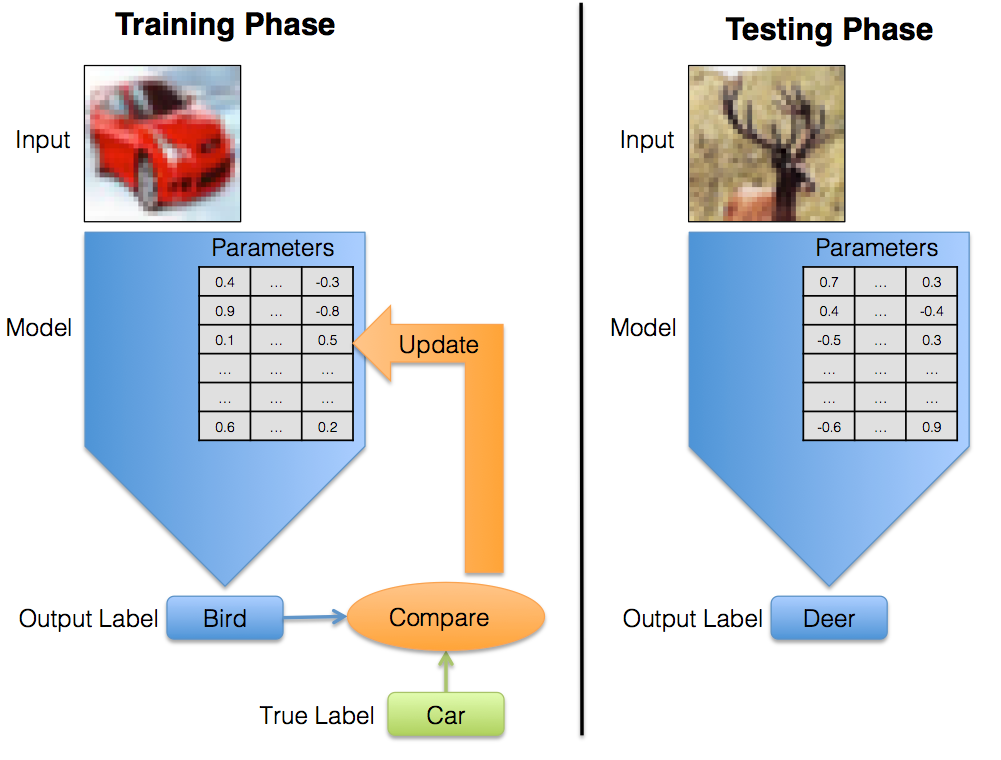 Training Phase
Input
Model
Parameters
0.4 ... -0.3
0.9 ... -0.8
0.1 ... 0.5
... ... ...
... ... ...
0.6 ... 0.2
Update
Output Label Bird
Compare
True Label Car
Testing Phase
Input
Model
Parameters
0.7 ... 0.3
0.4 ... -0.4
-0.5 ... 0.3
... ... ...
... ... ...
-0.6 ... 0.9
Output Label Deer